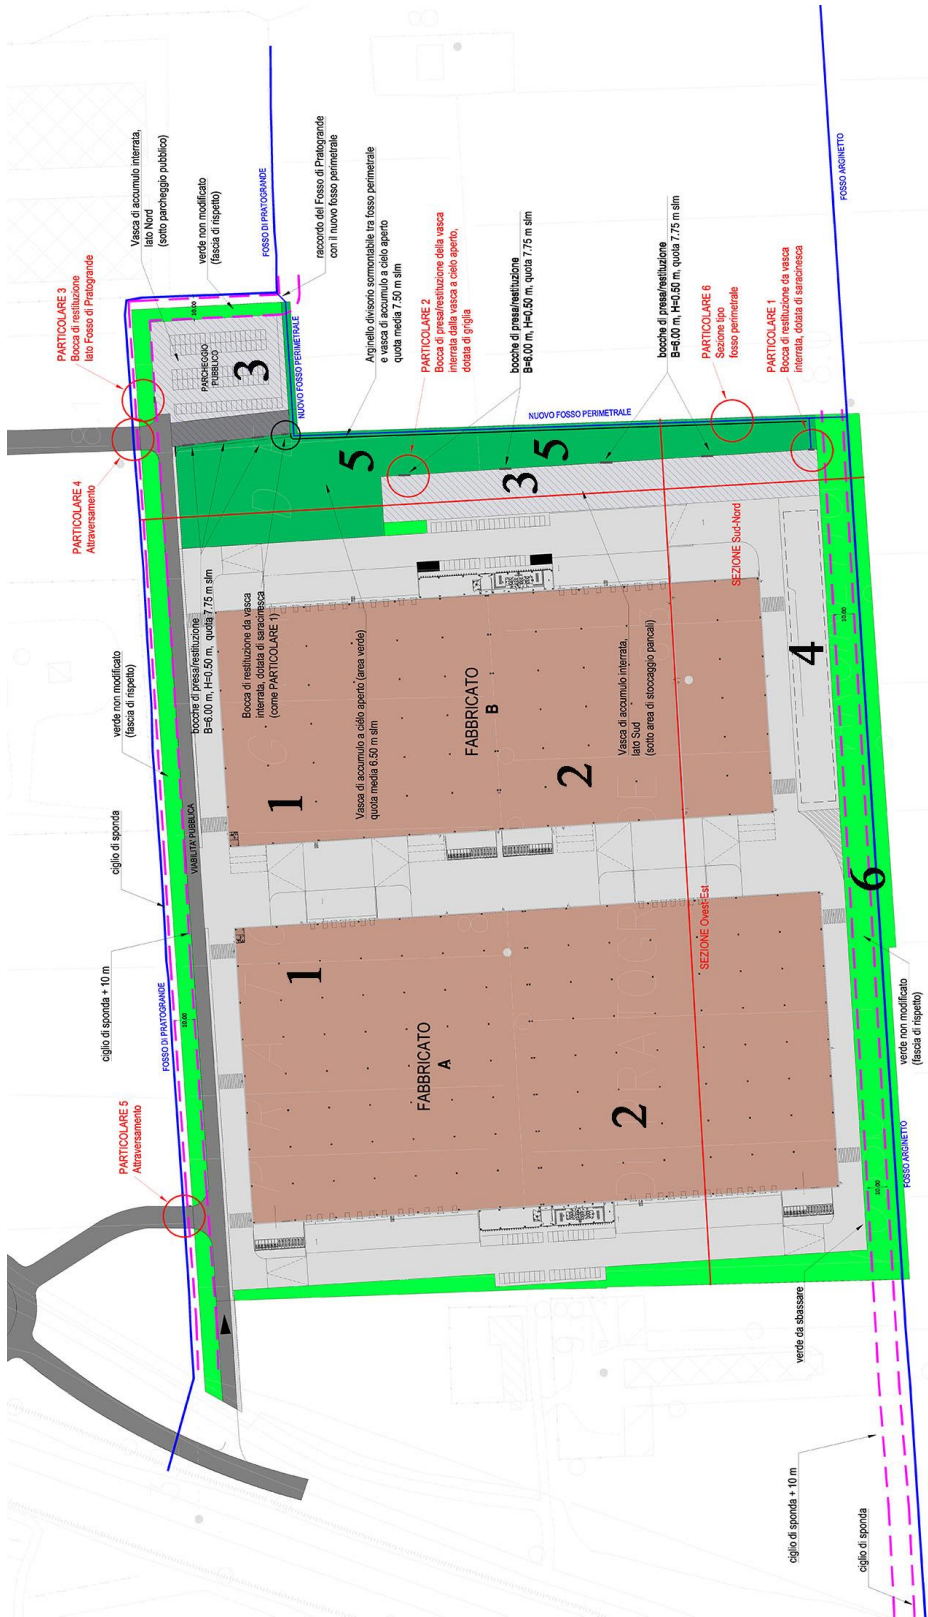 PARTICOLARE 3
Bocca di restituzione
lato Fosso di Pratogrande
Vasca di accumulo interrata,
lato Nord
(sotto parcheggio pubblico)
verde non modificato
(fascia di rispetto)
FOSSO DI PRATOGRANDE
raccordo del Fosso di Pratogrande
con il nuovo fosso perimetrale
PARTICOLARE 4
Attraversamento
10.00
PARCHEGGIO
PUBBLICO
3
NUOVO FOSSO PERIMETRALE
Arginello divisorio sormontabile tra fosso perimetrale
e vasca di accumulo a cielo aperto
quota media 7.50 m slm
PARTICOLARE 2
Bocca di presa/restituzione della vasca
interrata dalla vasca a cielo aperto,
dotata di griglia
bocche di presa/restituzione
B=6.00 m, H=0.50 m, quota 7.75 m slm
bocche di presa/restituzione
B=6.00 m, H=0.50 m, quota 7.75 m slm
PARTICOLARE 6
Sezione tipo
fosso perimetrale
PARTICOLARE 1
Bocca di restituzione da vasca
interrata, dotata di saracinesca
FOSSO ARGINETTO
NUOVO FOSSO PERIMETRALE
5
5
3
verde non modificato
(fascia di rispetto)
bocche di presa/restituzione
B=6.00 m, H=0.50 m, quota 7.75 m slm
Bocca di restituzione da vasca
interrata, dotata di saracinesca
(come PARTICOLARE 1)
Vasca di accumulo a cielo aperto (area verde)
quota media 6.50 m slm
FABBRICATO
B
Vasca di accumulo interrata,
lato Sud
(sotto area di stoccaggio pancali)
SEZIONE Sud-Nord
10.00
4
1
2
ciglio di sponda
VIABILITA' PUBBLICA
ciglio di sponda + 10 m
FOSSO DI PRATOGRANDE
10.00
SEZIONE Ovest-Est
6
1
FABBRICATO
A
2
verde non modificato
(fascia di rispetto)
PARTICOLARE 5
Attraversamento
10.00
FOSSO ARGINETTO
verde da sbassare
ciglio di sponda + 10 m
ciglio di sponda